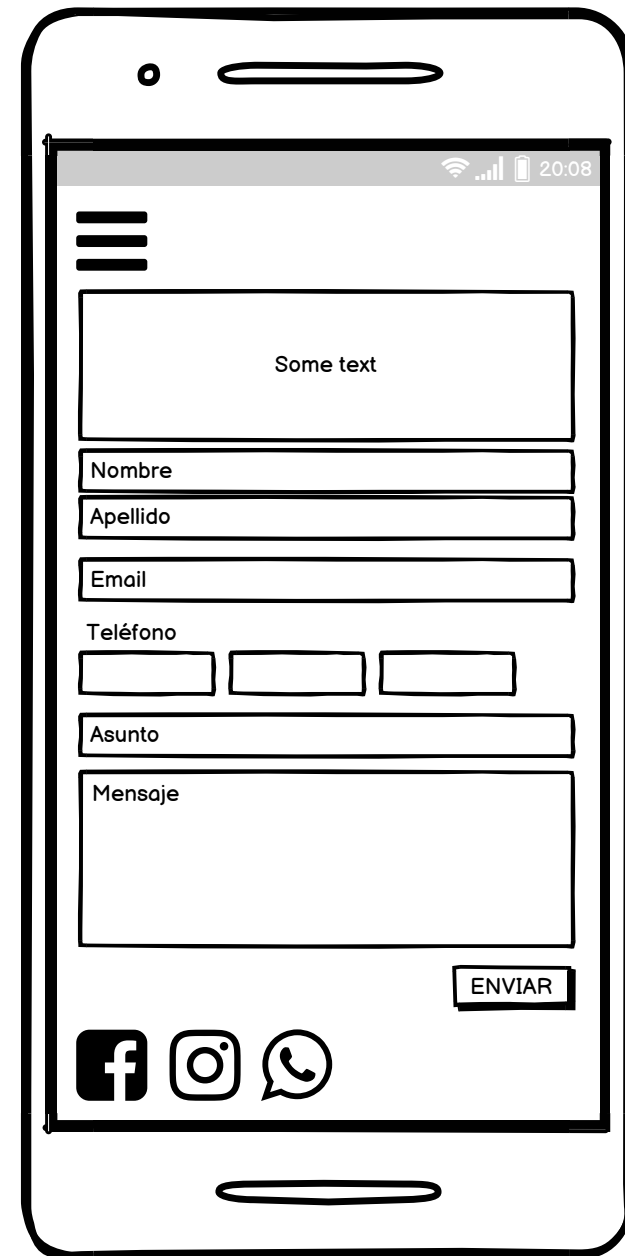 20:08
Some text
Nombre
Apellido
Email
Teléfono
Asunto
Mensaje
ENVIAR